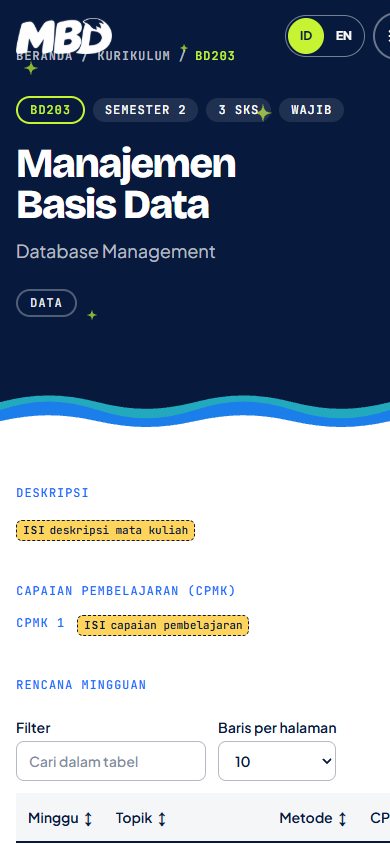 MBD
ID EN
BERANDA / KURIKULUM / BD203
BD203 SEMESTER 2 3 SKS WAJIB
Manajemen
Basis Data
Database Management
DATA
DESKRIPSI
ISI deskripsi mata kuliah
CAPAIAN PEMBELAJARAN (CPMK)
CPMK 1 ISI capaian pembelajaran
RENCANA MINGGUAN
Filter Baris per halaman
Cari dalam tabel 10
Minggu ↕ Topik ↕ Metode ↕ CP